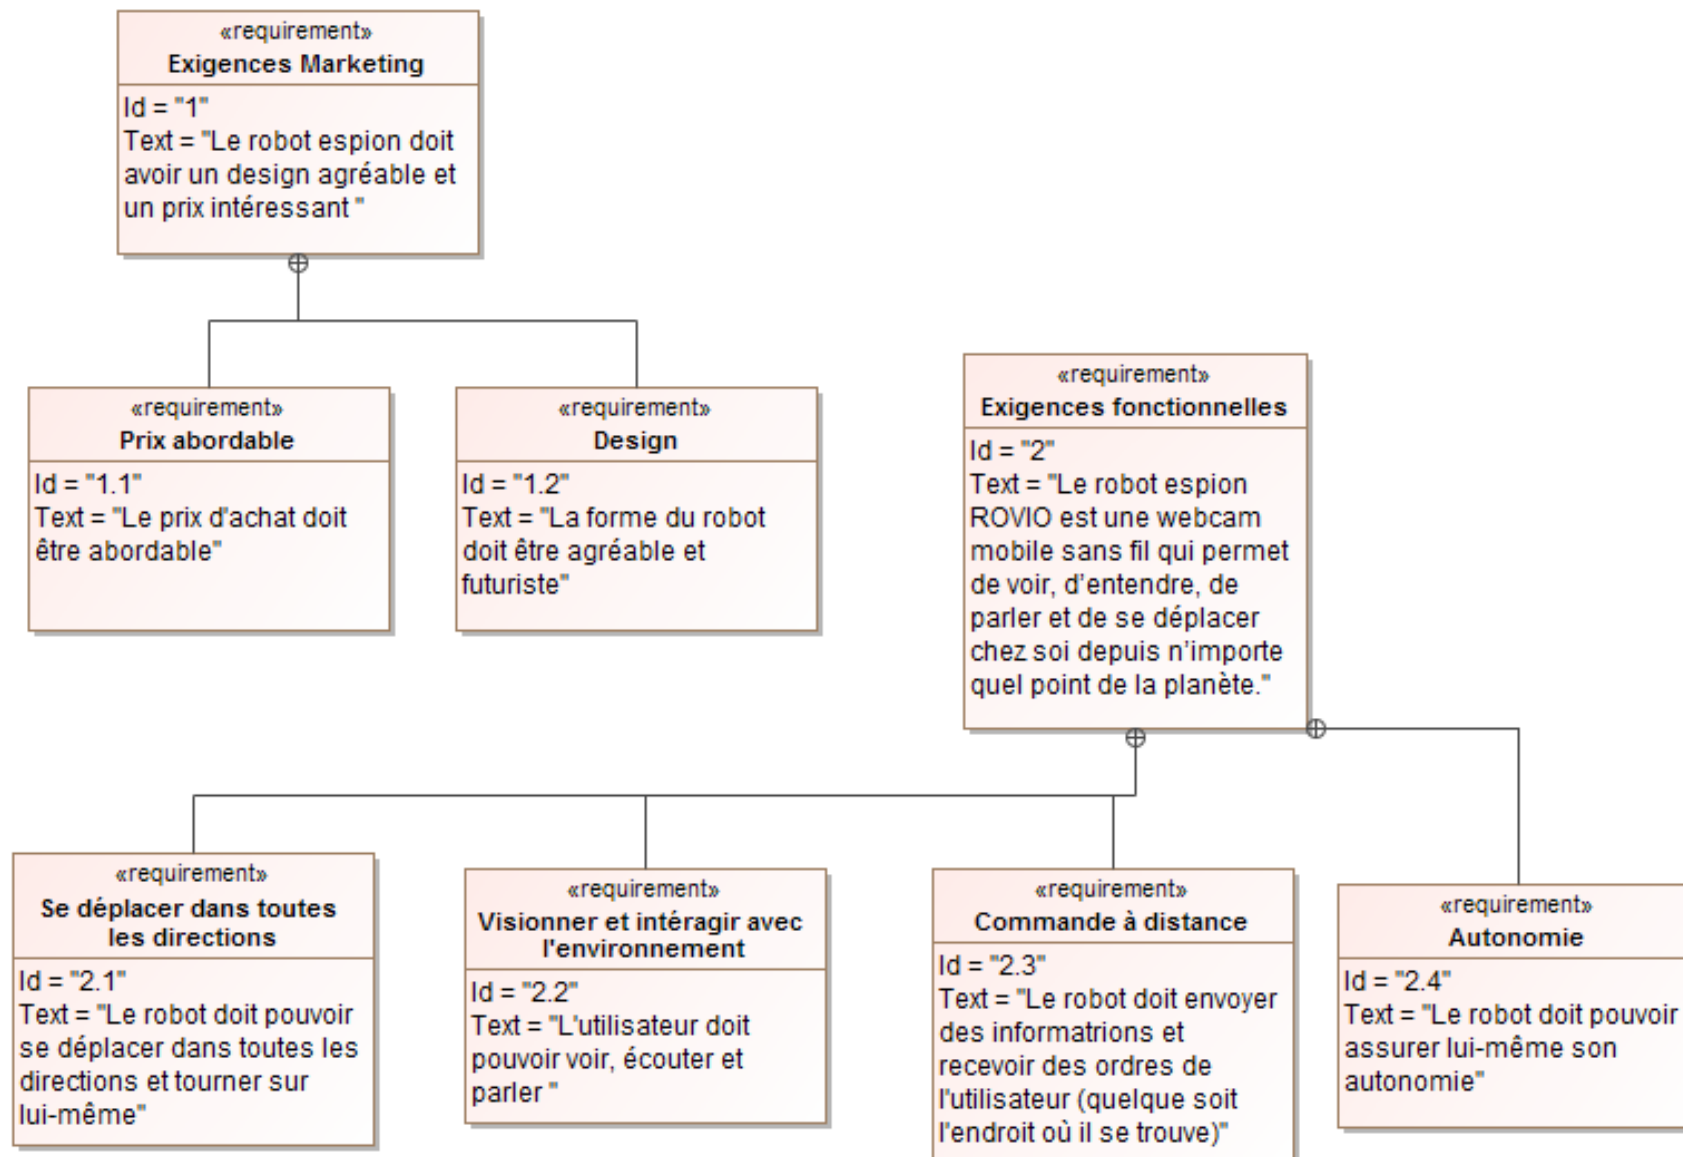 «requirement»
Exigences Marketing
Id = "1"
Text = "Le robot espion doit
avoir un design agréable et
un prix intéressant "
«requirement»
Prix abordable
Id = "1.1"
Text = "Le prix d'achat doit
être abordable"
«requirement»
Design
Id = "1.2"
Text = "La forme du robot
doit être agréable et
futuriste"
«requirement»
Exigences fonctionnelles
Id = "2"
Text = "Le robot espion
ROVIO est une webcam
mobile sans fil qui permet
de voir, d’entendre, de
parler et de se déplacer
chez soi depuis n’importe
quel point de la planète."
«requirement»
Se déplacer dans toutes
les directions
Id = "2.1"
Text = "Le robot doit pouvoir
se déplacer dans toutes les
directions et tourner sur
lui-même"
«requirement»
Visionner et intéragir avec
l'environnement
Id = "2.2"
Text = "L'utilisateur doit
pouvoir voir, écouter et
parler "
«requirement»
Commande à distance
Id = "2.3"
Text = "Le robot doit envoyer
des informatrions et
recevoir des ordres de
l'utilisateur (quelque soit
l'endroit où il se trouve)"
«requirement»
Autonomie
Id = "2.4"
Text = "Le robot doit pouvoir
assurer lui-même son
autonomie"